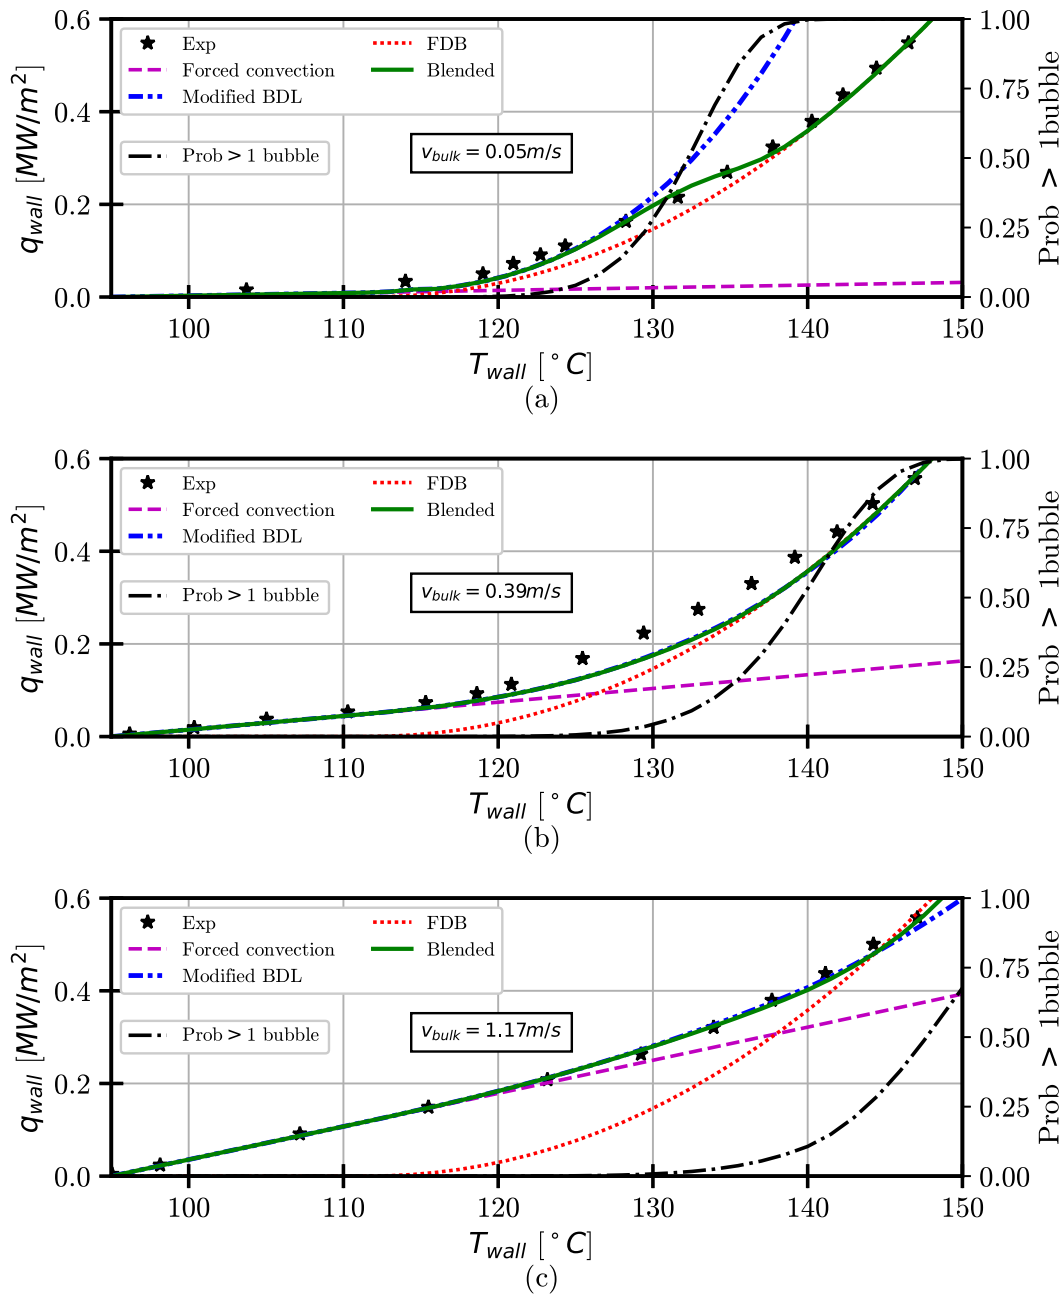 0.6
0.4
0.2
0.0
q_wall [MW/m²]
Exp
Forced convection
Modified BDL
FDB
Blended
Prob > 1 bubble
v_bulk = 0.05m/s
1.00
0.75
0.50
0.25
0.00
Prob > 1bubble
100 110 120 130 140 150
T_wall [°C]
(a)
0.6
0.4
0.2
0.0
q_wall [MW/m²]
Exp
Forced convection
Modified BDL
FDB
Blended
Prob > 1 bubble
v_bulk = 0.39m/s
1.00
0.75
0.50
0.25
0.00
Prob > 1bubble
100 110 120 130 140 150
T_wall [°C]
(b)
0.6
0.4
0.2
0.0
q_wall [MW/m²]
Exp
Forced convection
Modified BDL
FDB
Blended
Prob > 1 bubble
v_bulk = 1.17m/s
1.00
0.75
0.50
0.25
0.00
Prob > 1bubble
100 110 120 130 140 150
T_wall [°C]
(c)